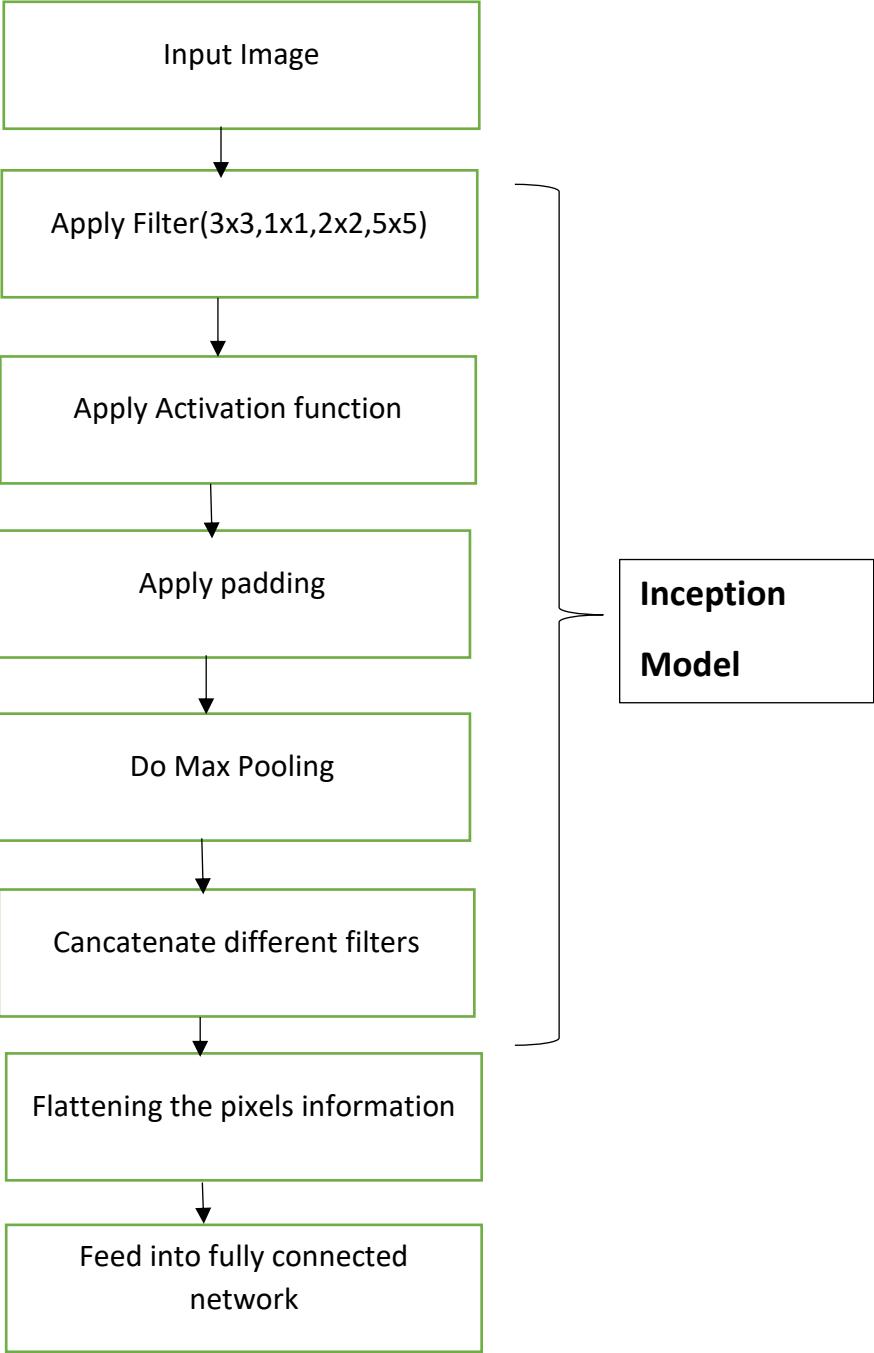 Input Image
Apply Filter(3x3,1x1,2x2,5x5)
Apply Activation function
Apply padding
Do Max Pooling
Cancatenate different filters
Flattening the pixels information
Feed into fully connected
network
Inception
Model